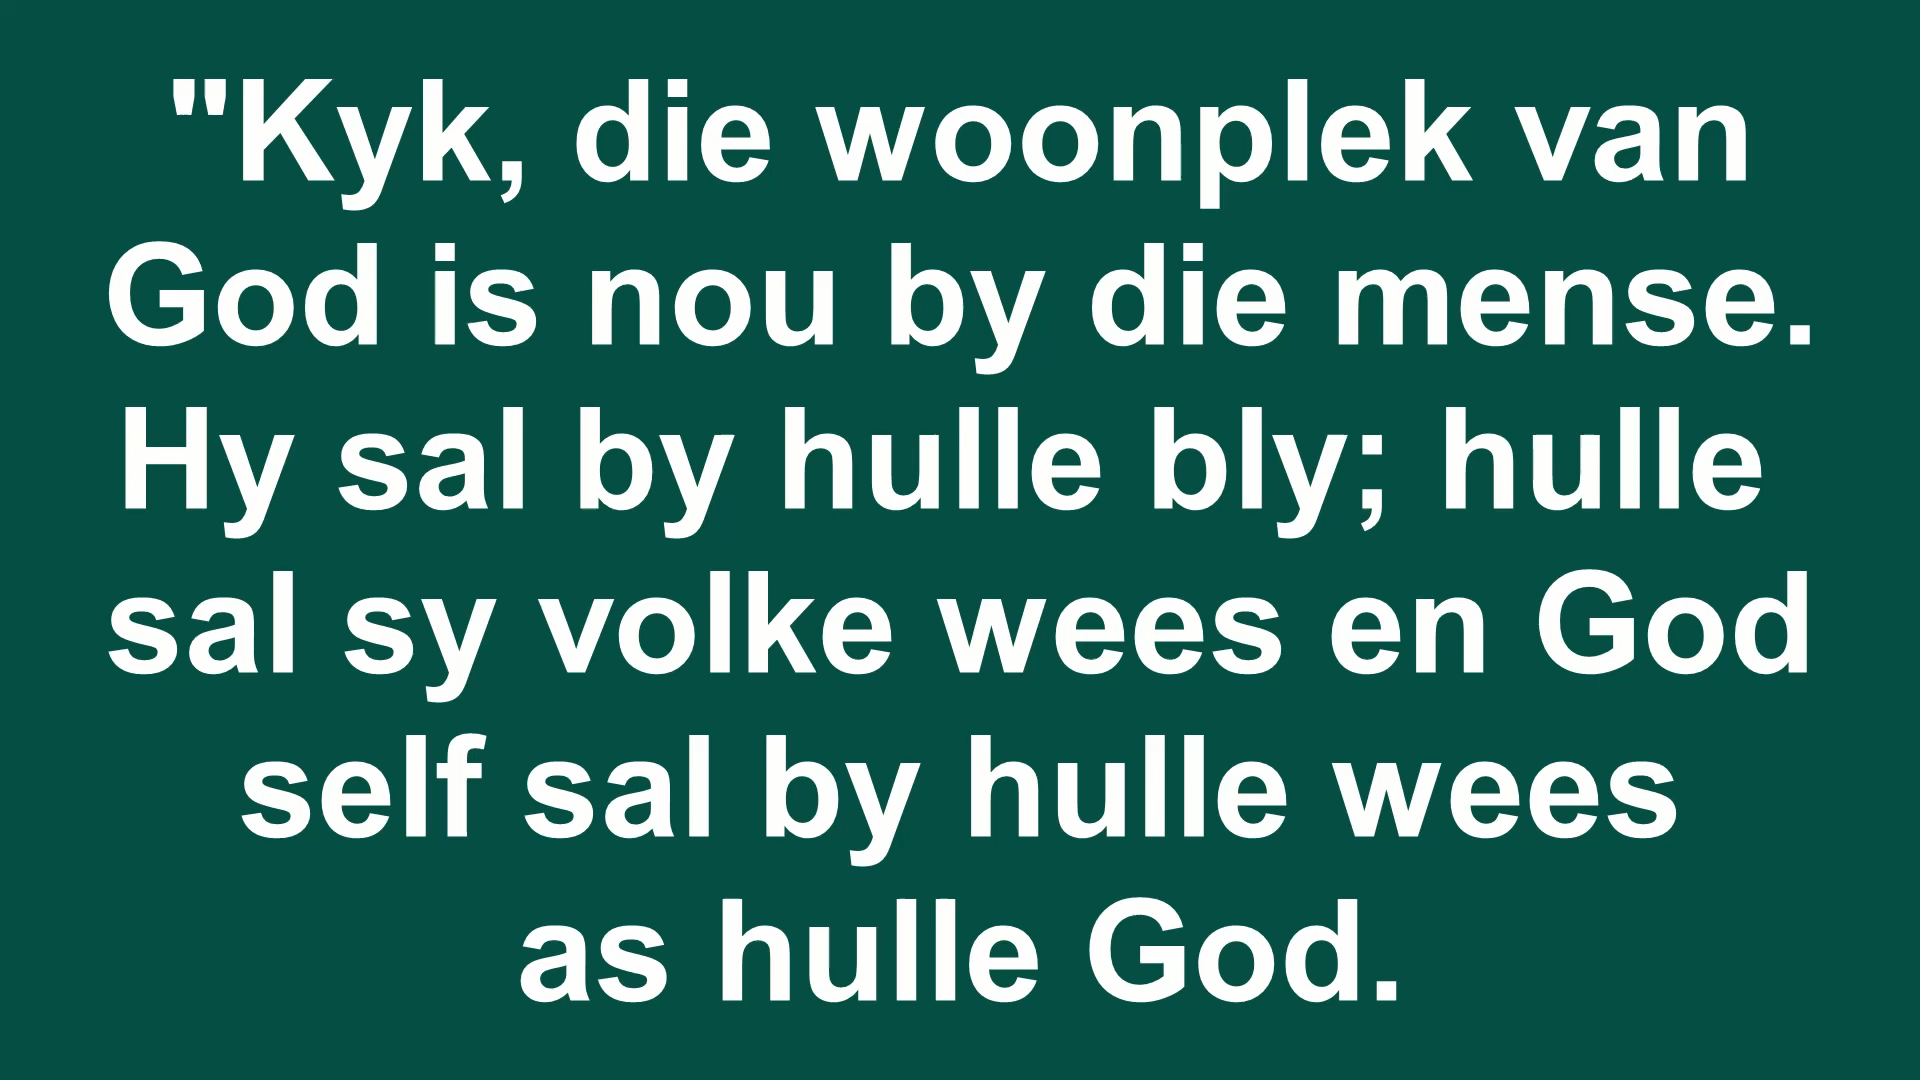 "Kyk, die woonplek van
God is nou by die mense.
Hy sal by hulle bly; hulle
sal sy volke wees en God
self sal by hulle wees
as hulle God.